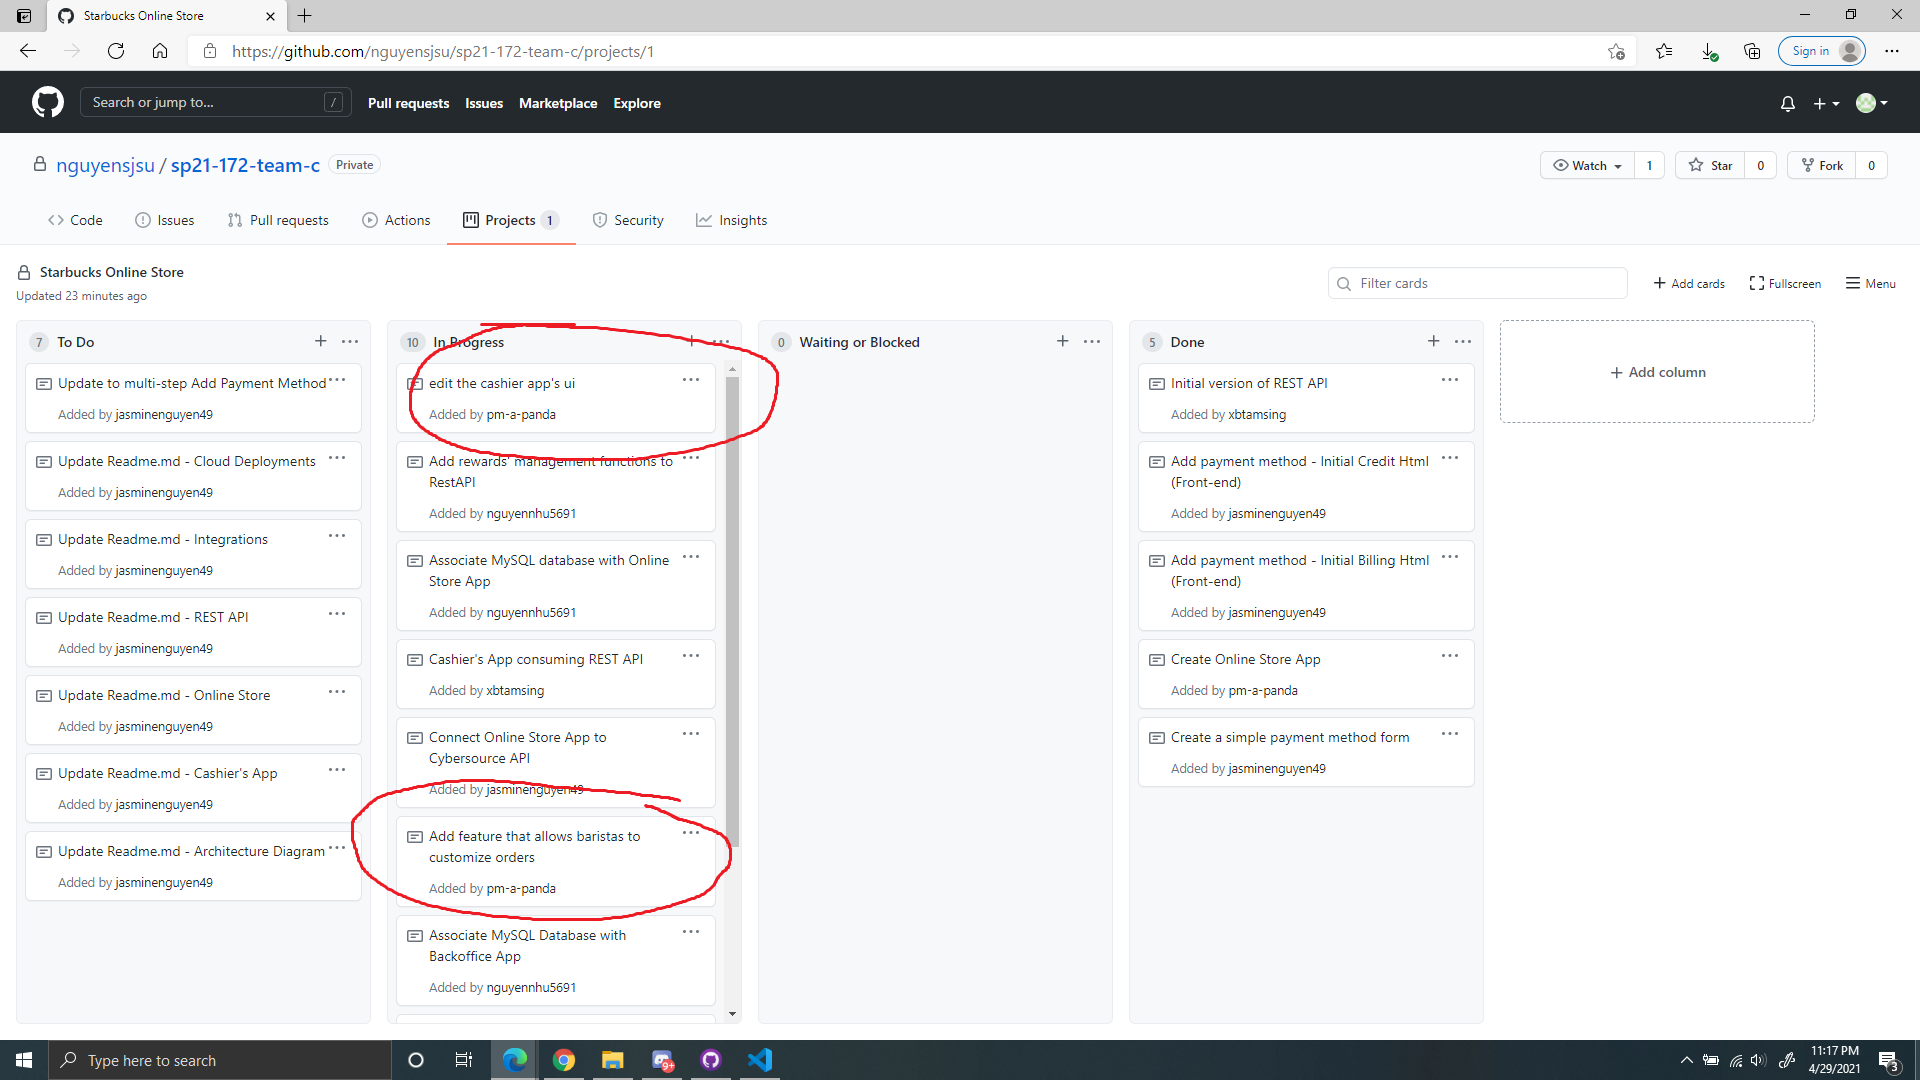 Starbucks Online Store
https://github.com/nguyensjsu/sp21-172-team-c/projects/1
Sign in
Search or jump to...
/
Pull requests
Issues
Marketplace
Explore
nguyensjsu / sp21-172-team-c
Private
Watch
1
Star
0
Fork
0
Code
Issues
Pull requests
Actions
Projects 1
Security
Insights
Starbucks Online Store
Updated 23 minutes ago
Filter cards
Add cards
Fullscreen
Menu
7 To Do
Update to multi-step Add Payment Method
Added by jasminenguyen49
Update Readme.md - Cloud Deployments
Added by jasminenguyen49
Update Readme.md - Integrations
Added by jasminenguyen49
Update Readme.md - REST API
Added by jasminenguyen49
Update Readme.md - Online Store
Added by jasminenguyen49
Update Readme.md - Cashier's App
Added by jasminenguyen49
Update Readme.md - Architecture Diagram
Added by jasminenguyen49
10 In Progress
edit the cashier app's ui
Added by pm-a-panda
Add rewards' management functions to
RestAPI
Added by nguyennhu5691
Associate MySQL database with Online
Store App
Added by nguyennhu5691
Cashier's App consuming REST API
Added by xbtamsing
Connect Online Store App to
Cybersource API
Added by jasminenguyen49
Add feature that allows baristas to
customize orders
Added by pm-a-panda
Associate MySQL Database with
Backoffice App
Added by nguyennhu5691
0 Waiting or Blocked
5 Done
Initial version of REST API
Added by xbtamsing
Add payment method - Initial Credit Html
(Front-end)
Added by jasminenguyen49
Add payment method - Initial Billing Html
(Front-end)
Added by jasminenguyen49
Create Online Store App
Added by pm-a-panda
Create a simple payment method form
Added by jasminenguyen49
Add column
Type here to search
9+
11:17 PM
4/29/2021
3